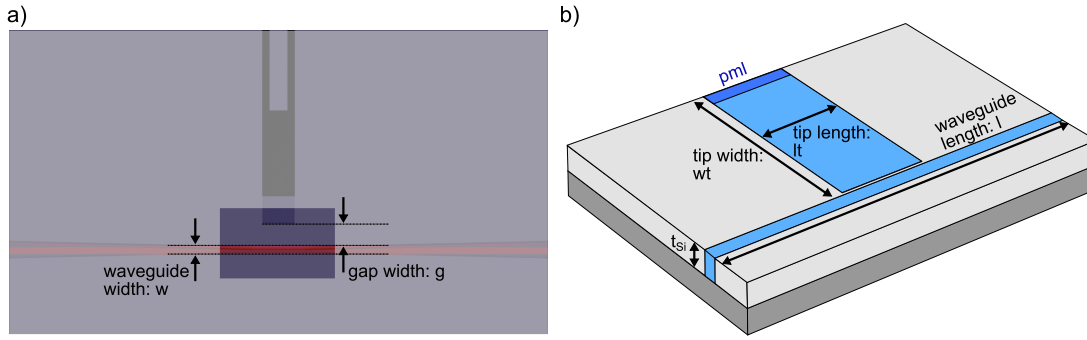 a)
waveguide
width: w
gap width: g
b)
pml
tip length:
lt
tip width:
wt
waveguide
length: l
tSi